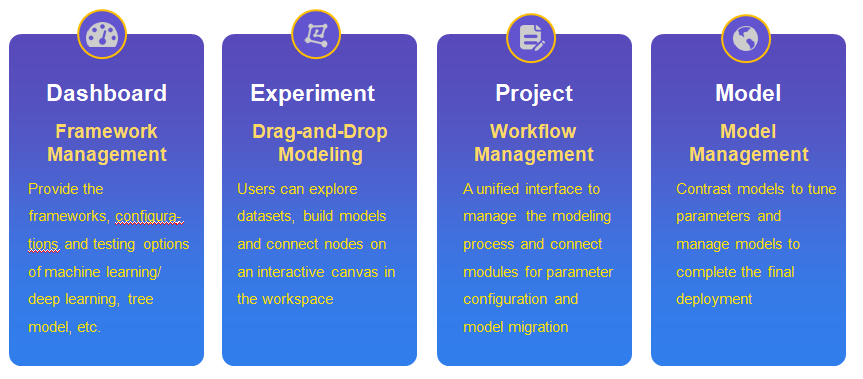 Dashboard
Framework
Management
Provide the
frameworks, configura-
tions and testing options
of machine learning/
deep learning, tree
model, etc.
Experiment
Drag-and-Drop
Modeling
Users can explore
datasets, build models
and connect nodes on
an interactive canvas in
the workspace
Project
Workflow
Management
A unified interface to
manage the modeling
process and connect
modules for parameter
configuration and
model migration
Model
Model
Management
Contrast models to tune
parameters and
manage models to
complete the final
deployment